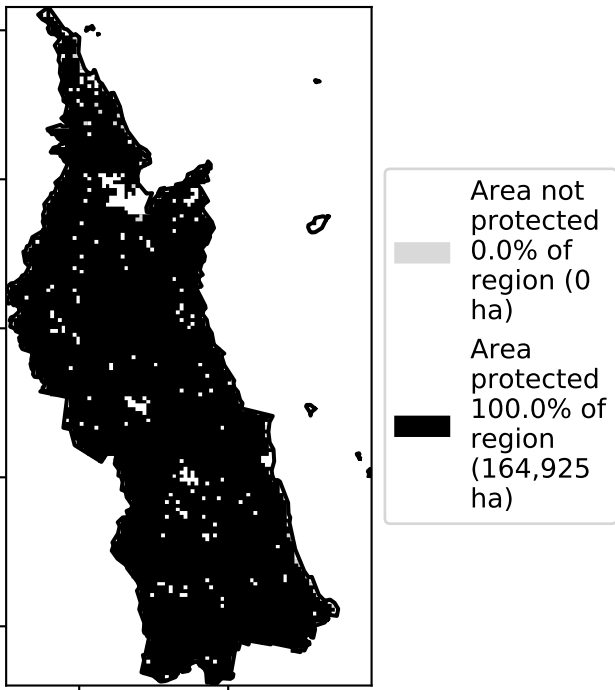 Area not
protected
0.0% of
region (0
ha)
Area
protected
100.0% of
region
(164,925
ha)